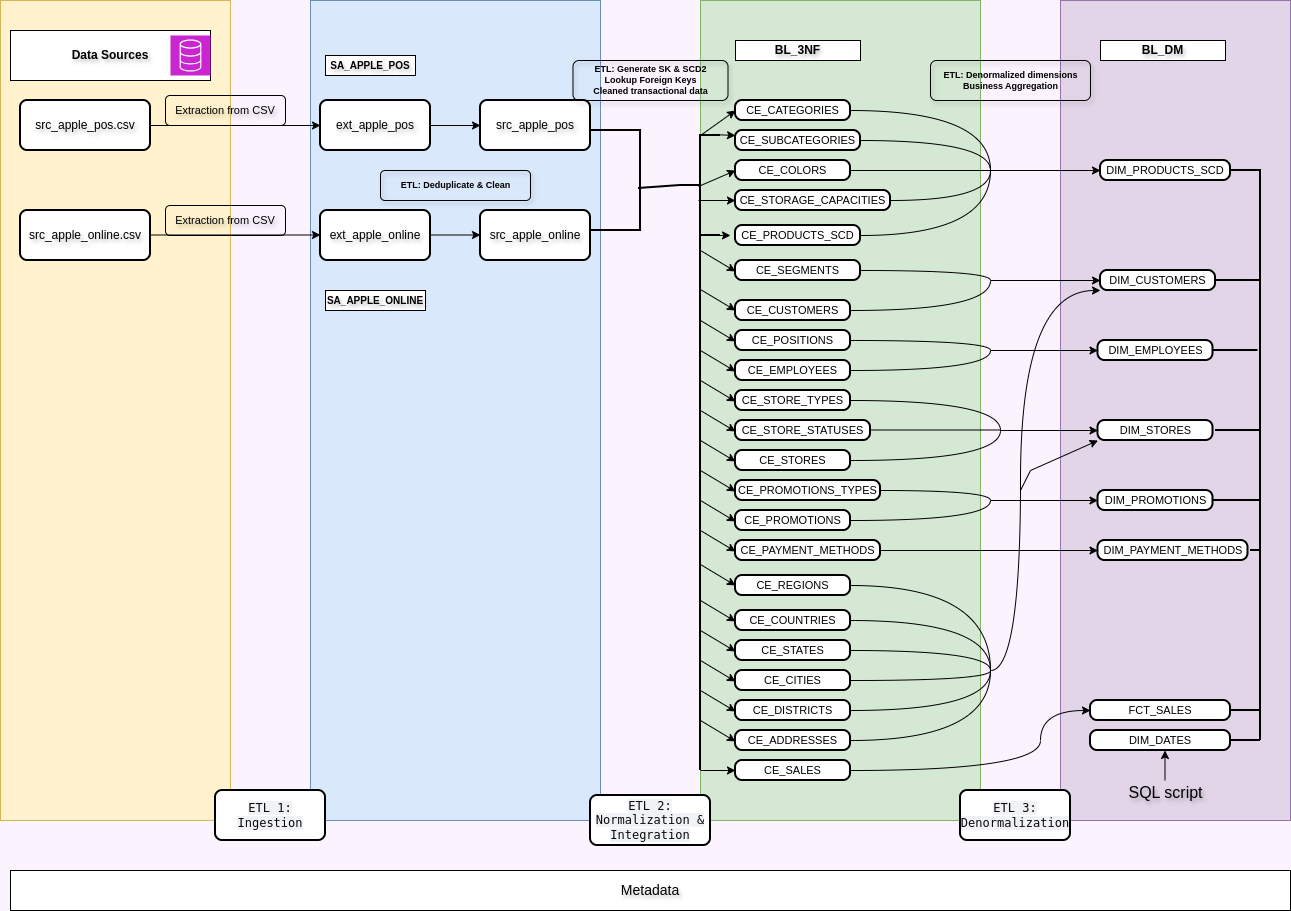 Data Sources
src_apple_pos.csv
Extraction from CSV
src_apple_online.csv
Extraction from CSV
SA_APPLE_POS
ext_apple_pos
src_apple_pos
ETL: Deduplicate & Clean
ext_apple_online
src_apple_online
SA_APPLE_ONLINE
ETL: Generate SK & SCD2
Lookup Foreign Keys
Cleaned transactional data
BL_3NF
CE_CATEGORIES
CE_SUBCATEGORIES
CE_COLORS
CE_STORAGE_CAPACITIES
CE_PRODUCTS_SCD
CE_SEGMENTS
CE_CUSTOMERS
CE_POSITIONS
CE_EMPLOYEES
CE_STORE_TYPES
CE_STORE_STATUSES
CE_STORES
CE_PROMOTIONS_TYPES
CE_PROMOTIONS
CE_PAYMENT_METHODS
CE_REGIONS
CE_COUNTRIES
CE_STATES
CE_CITIES
CE_DISTRICTS
CE_ADDRESSES
CE_SALES
ETL: Denormalized dimensions
Business Aggregation
BL_DM
DIM_PRODUCTS_SCD
DIM_CUSTOMERS
DIM_EMPLOYEES
DIM_STORES
DIM_PROMOTIONS
DIM_PAYMENT_METHODS
FCT_SALES
DIM_DATES
SQL script
ETL 1:
Ingestion
ETL 2:
Normalization &
Integration
ETL 3:
Denormalization
Metadata